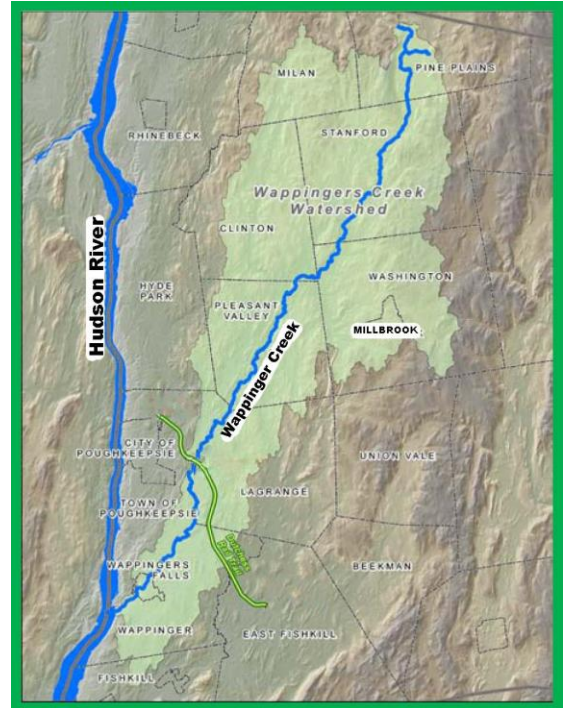 PINE PLAINS
MILAN
STANFORD
RHINEBECK
Wappingers Creek
Watershed
CLINTON
Hudson River
WASHINGTON
HYDE
PARK
PLEASANT
VALLEY
MILLBROOK
Wappinger Creek
CITY OF
POUGHKEEPSIE
UNION VALE
LAGRANGE
TOWN OF
POUGHKEEPSIE
WAPPINGERS
FALLS
BEEKMAN
WAPPINGER
EAST FISHKILL
FISHKILL